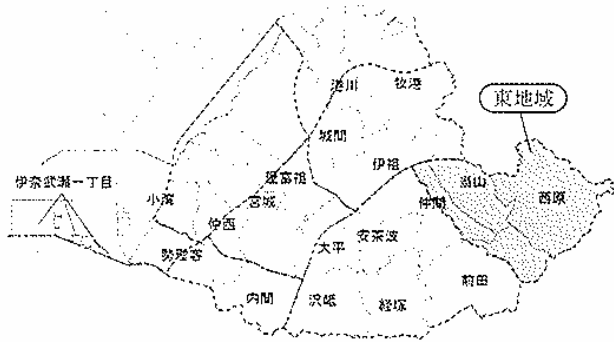 港川
牧港
東地域
城間
伊祖
當山
西原
仲間
伊奈武瀬一丁目
小湾
屋富祖
宮城
仲西
安波茶
大平
勢理客
前田
内間
沢岻
経塚